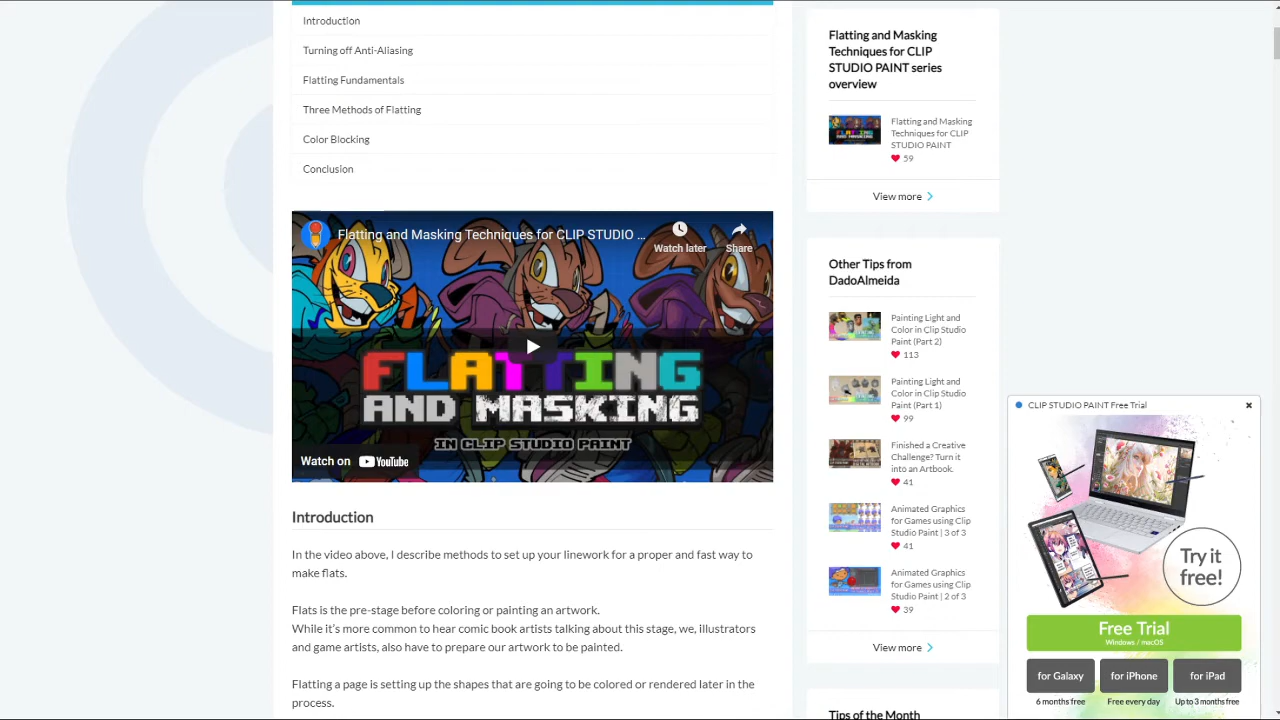 Introduction
Turning off Anti-Aliasing
Flatting Fundamentals
Three Methods of Flatting
Color Blocking
Conclusion
Flatting and Masking Techniques for CLIP STUDIO ...
Watch later
Share
FLATTING
AND MASKING
IN CLIP STUDIO PAINT
Watch on YouTube
Introduction
In the video above, I describe methods to set up your linework for a proper and fast way to
make flats.
Flats is the pre-stage before coloring or painting an artwork.
While it's more common to hear comic book artists talking about this stage, we, illustrators
and game artists, also have to prepare our artwork to be painted.
Flatting a page is setting up the shapes that are going to be colored or rendered later in the
process.
Flatting and Masking
Techniques for CLIP
STUDIO PAINT series
overview
Flatting and Masking
Techniques for CLIP
STUDIO PAINT
59
View more
Other Tips from
DadoAlmeida
Painting Light and
Color in Clip Studio
Paint (Part 2)
113
Painting Light and
Color in Clip Studio
Paint (Part 1)
99
Finished a Creative
Challenge? Turn it
into an Artbook.
41
Animated Graphics
for Games using Clip
Studio Paint | 3 of 3
41
Animated Graphics
for Games using Clip
Studio Paint | 2 of 3
39
View more
Tips of the Month
CLIP STUDIO PAINT Free Trial
Try it
free!
Free Trial
Windows / macOS
for Galaxy
for iPhone
for iPad
6 months free
Free every day
Up to 3 months free